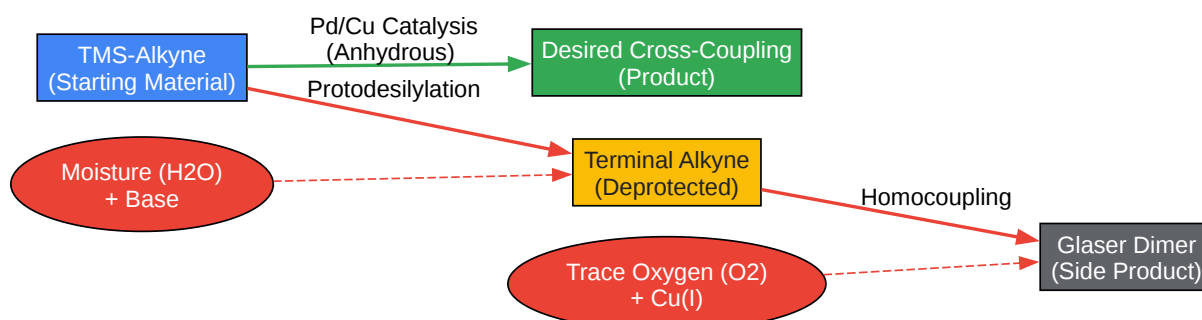 Pd/Cu Catalysis
(Anhydrous)
TMS-Alkyne
(Starting Material)
Desired Cross-Coupling
(Product)
Protodesilylation
Moisture (H2O)
+ Base
Terminal Alkyne
(Deprotected)
Homocoupling
Glaser Dimer
(Side Product)
Trace Oxygen (O2)
+ Cu(I)